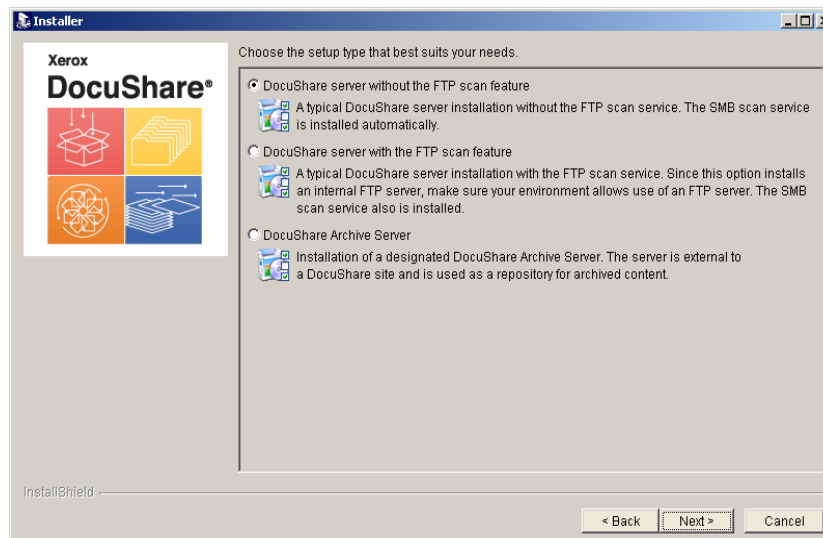 Installer
Xerox
DocuShare®
Choose the setup type that best suits your needs.
DocuShare server without the FTP scan feature
A typical DocuShare server installation without the FTP scan service. The SMB scan service
is installed automatically.
DocuShare server with the FTP scan feature
A typical DocuShare server installation with the FTP scan service. Since this option installs
an internal FTP server, make sure your environment allows use of an FTP server. The SMB
scan service also is installed.
DocuShare Archive Server
Installation of a designated DocuShare Archive Server. The server is external to
a DocuShare site and is used as a repository for archived content.
InstallShield
< Back Next > Cancel